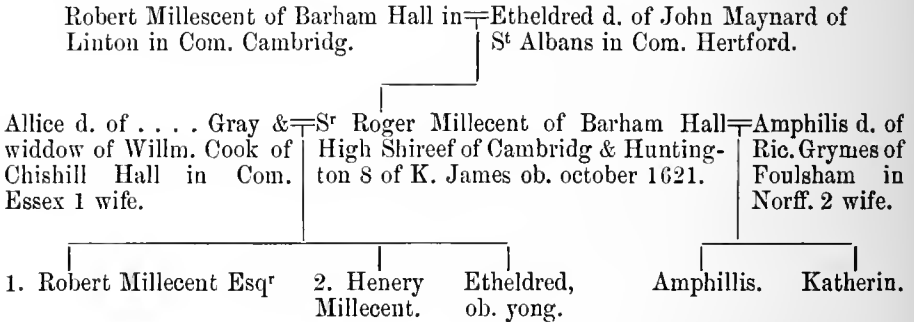 Robert Millescent of Barham Hall in=Etheldred d. of John Maynard of
Linton in Com. Cambridg.
Sᵗ Albans in Com. Hertford.
Allice d. of . . . . Gray &=Sʳ Roger Millecent of Barham Hall=Amphilis d. of
widdow of Willm. Cook of
Chishill Hall in Com.
Essex 1 wife.
High Shireef of Cambridg & Hunting-
ton 8 of K. James ob. october 1621.
Ric. Grymes of
Foulsham in
Norff. 2 wife.
1. Robert Millecent Esqʳ
2. Henery
Millecent.
Etheldred,
ob. yong.
Amphillis.
Katherin.